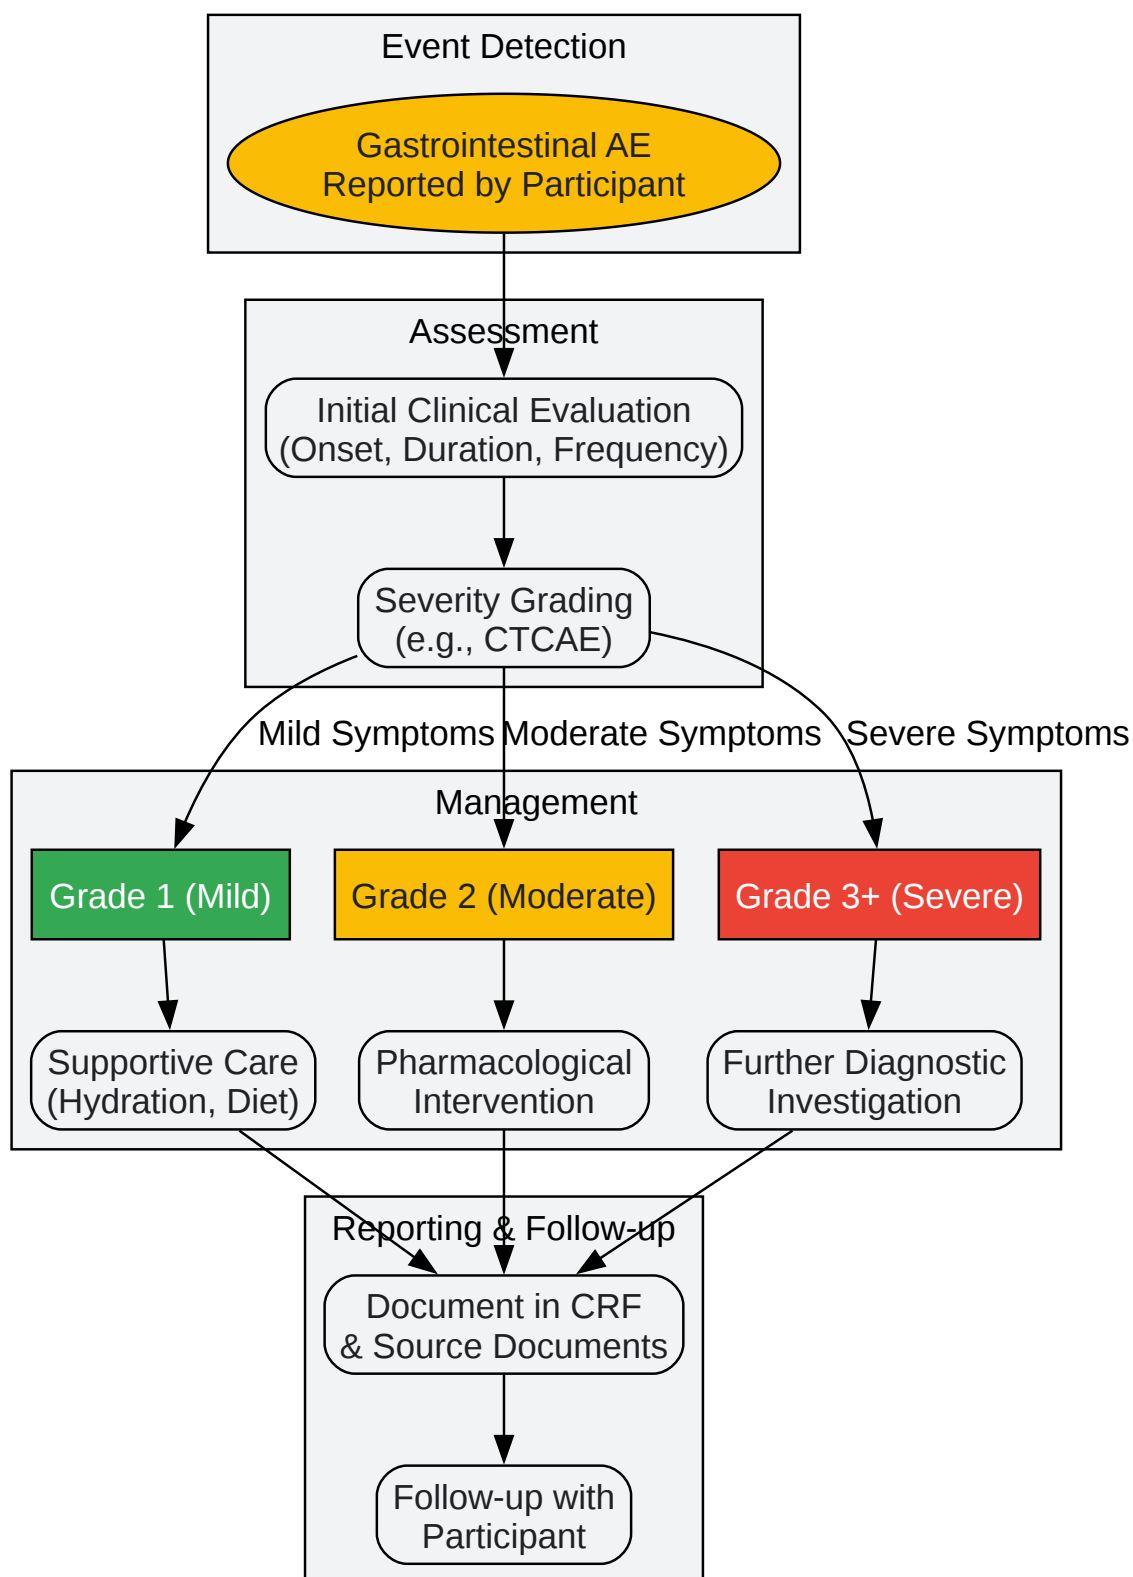 Event Detection
Gastrointestinal AE
Reported by Participant
Assessment
Initial Clinical Evaluation
(Onset, Duration, Frequency)
Severity Grading
(e.g., CTCAE)
Mild Symptoms
Moderate Symptoms
Severe Symptoms
Management
Grade 1 (Mild)
Grade 2 (Moderate)
Grade 3+ (Severe)
Supportive Care
(Hydration, Diet)
Pharmacological
Intervention
Further Diagnostic
Investigation
Reporting & Follow-up
Document in CRF
& Source Documents
Follow-up with
Participant